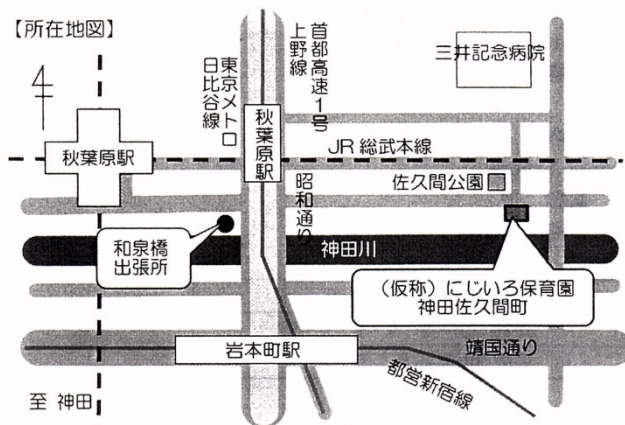 【所在地図】
東京メトロ
日比谷線
首都高速1号
上野線
三井記念病院
秋葉原駅
秋葉原駅
JR 総武本線
昭和通り
佐久間公園
和泉橋
出張所
神田川
（仮称）にじいろ保育園
神田佐久間町
岩本町駅
靖国通り
都営新宿線
至 神田